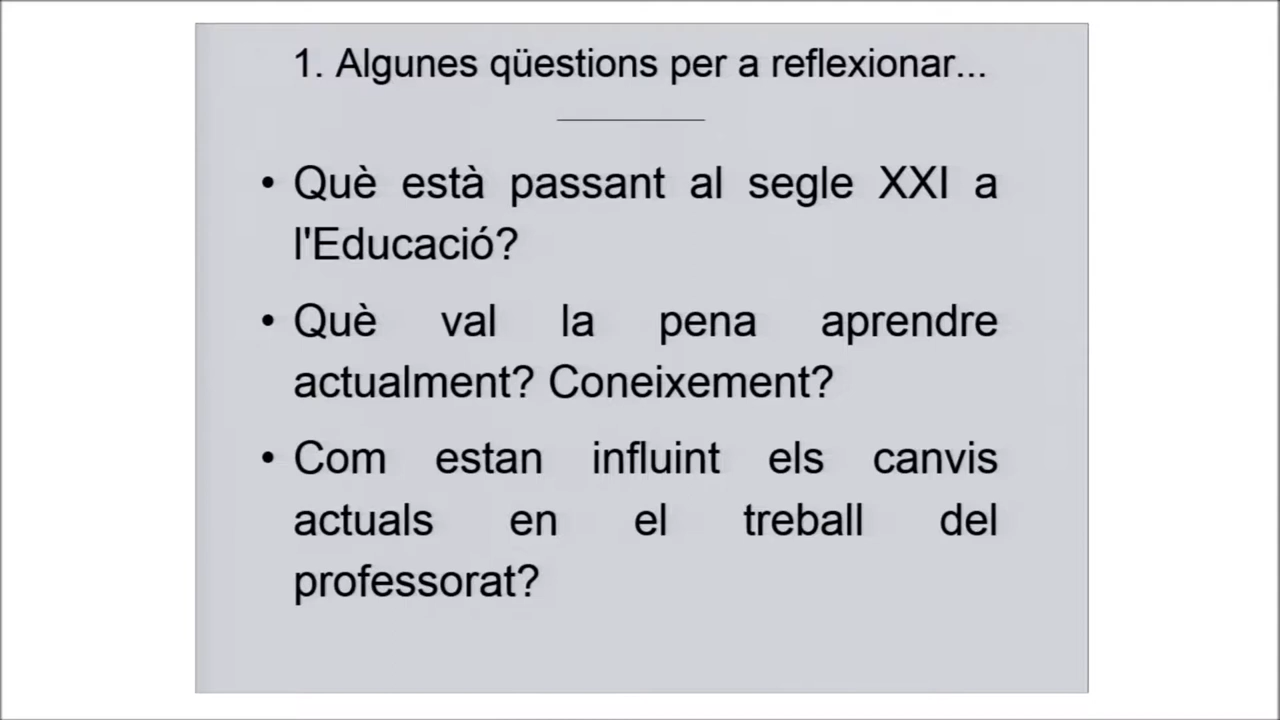 1. Algunes qüestions per a reflexionar...
• Què està passant al segle XXI a
l'Educació?
• Què val la pena aprendre
actualment? Coneixement?
• Com estan influint els canvis
actuals en el treball del
professorat?